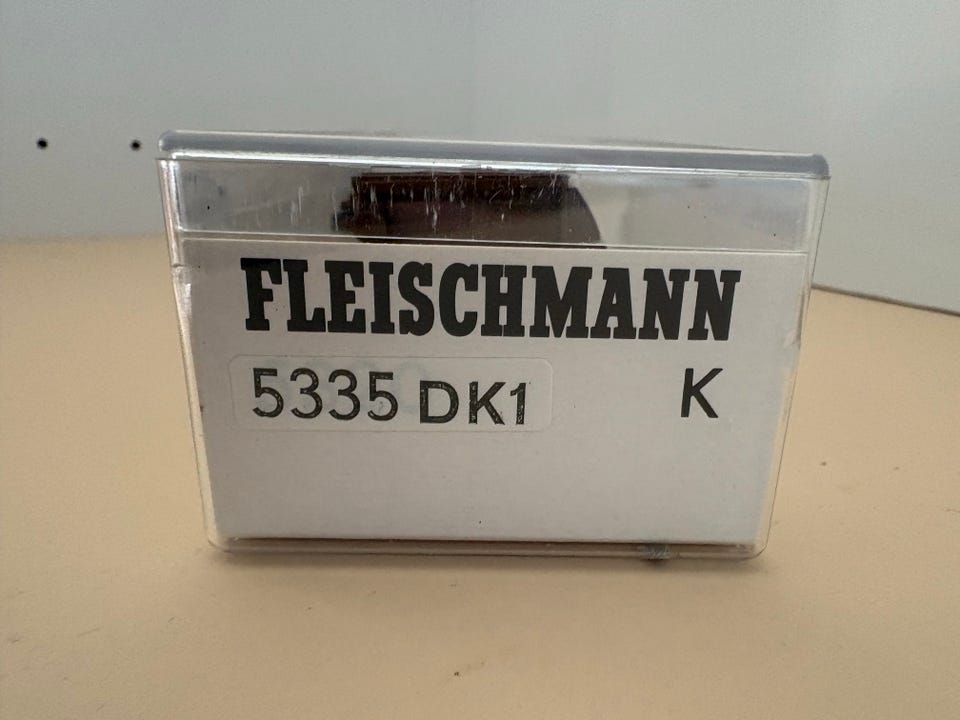 FLEISCHMANN
5335 DK1 K